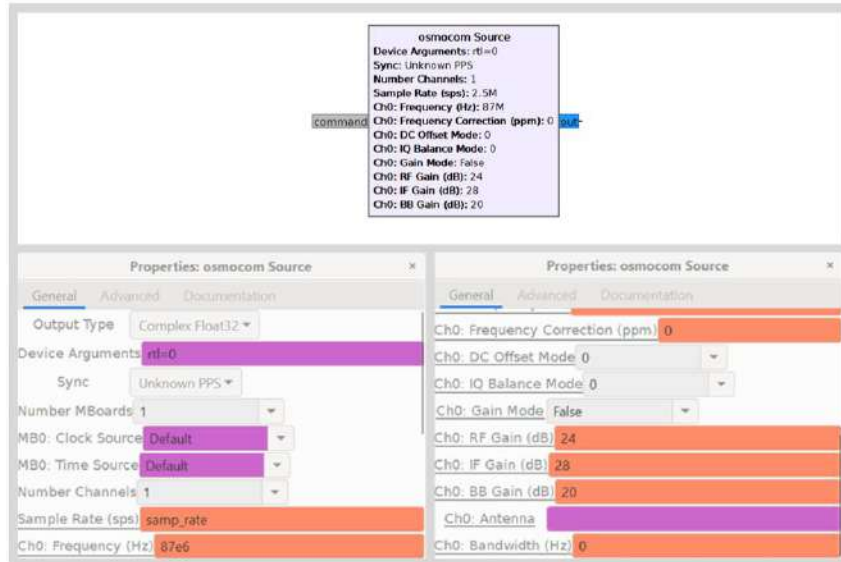 osmocom Source
Device Arguments: rtl=0
Sync: Unknown PPS
Number Channels: 1
Sample Rate (sps): 2.5M
Ch0: Frequency (Hz): 87M
command Ch0: Frequency Correction (ppm): 0 out
Ch0: DC Offset Mode: 0
Ch0: IQ Balance Mode: 0
Ch0: Gain Mode: False
Ch0: RF Gain (dB): 24
Ch0: IF Gain (dB): 28
Ch0: BB Gain (dB): 20
Properties: osmocom Source ×
General Advanced Documentation
Output Type Complex Float32
Device Arguments rtl=0
Sync Unknown PPS
Number MBoards 1
MB0: Clock Source Default
MB0: Time Source Default
Number Channels 1
Sample Rate (sps) samp_rate
Ch0: Frequency (Hz) 87e6
Properties: osmocom Source ×
General Advanced Documentation
Ch0: Frequency Correction (ppm) 0
Ch0: DC Offset Mode 0
Ch0: IQ Balance Mode 0
Ch0: Gain Mode False
Ch0: RF Gain (dB) 24
Ch0: IF Gain (dB) 28
Ch0: BB Gain (dB) 20
Ch0: Antenna
Ch0: Bandwidth (Hz) 0